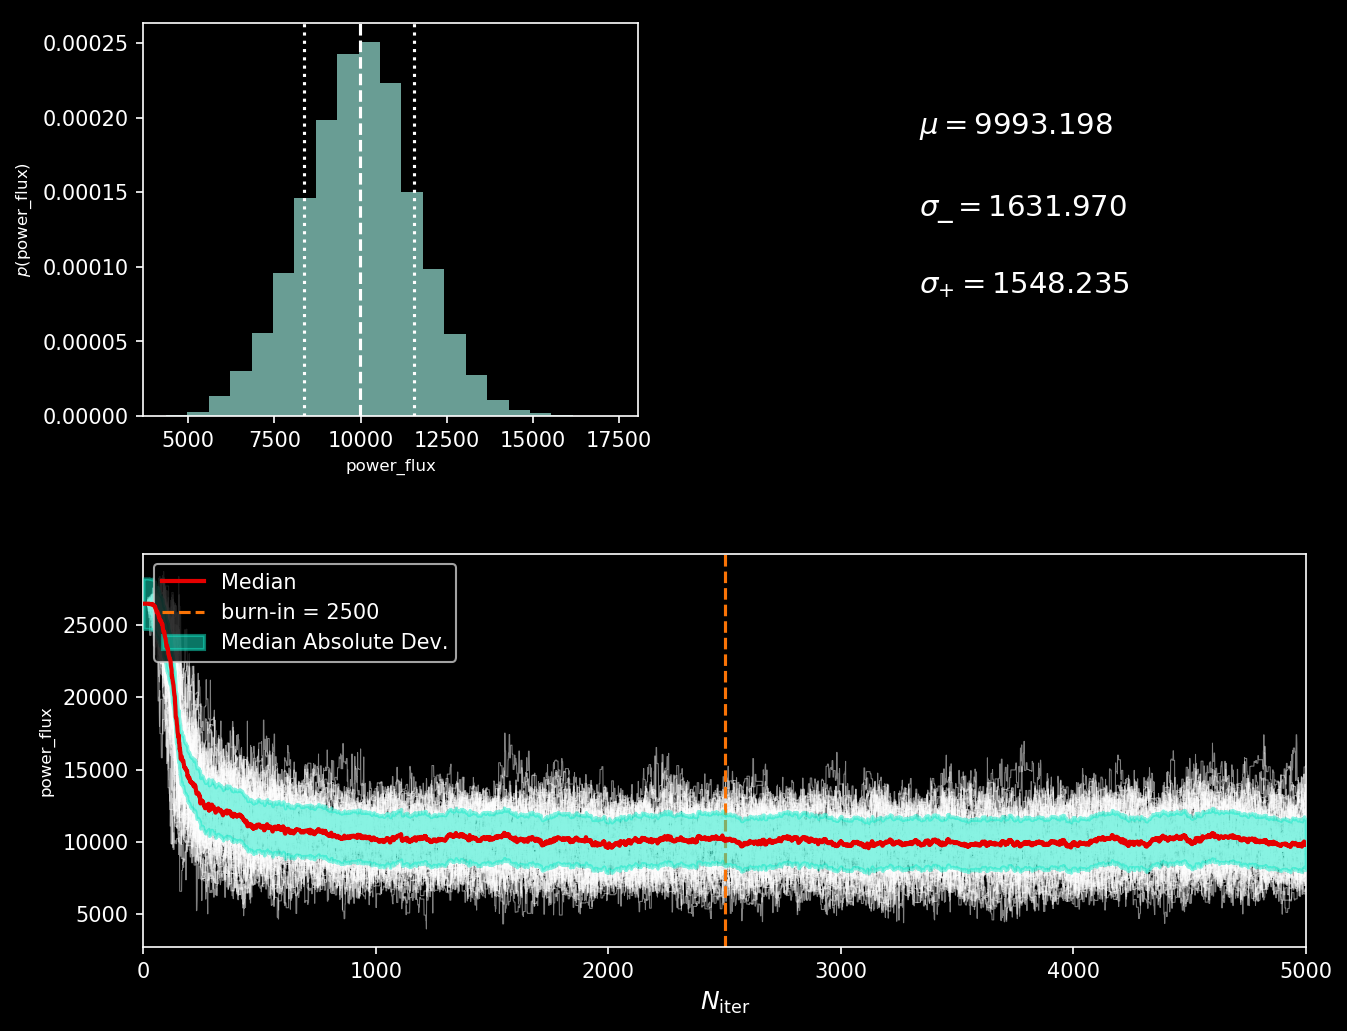 0.00025
0.00020
0.00015
0.00010
0.00005
0.00000
p(power_flux)
5000 7500 10000 12500 15000 17500
power_flux
μ = 9993.198
σ_ = 1631.970
σ+ = 1548.235
Median
burn-in = 2500
Median Absolute Dev.
25000
20000
15000
10000
5000
power_flux
0 1000 2000 3000 4000 5000
Niter